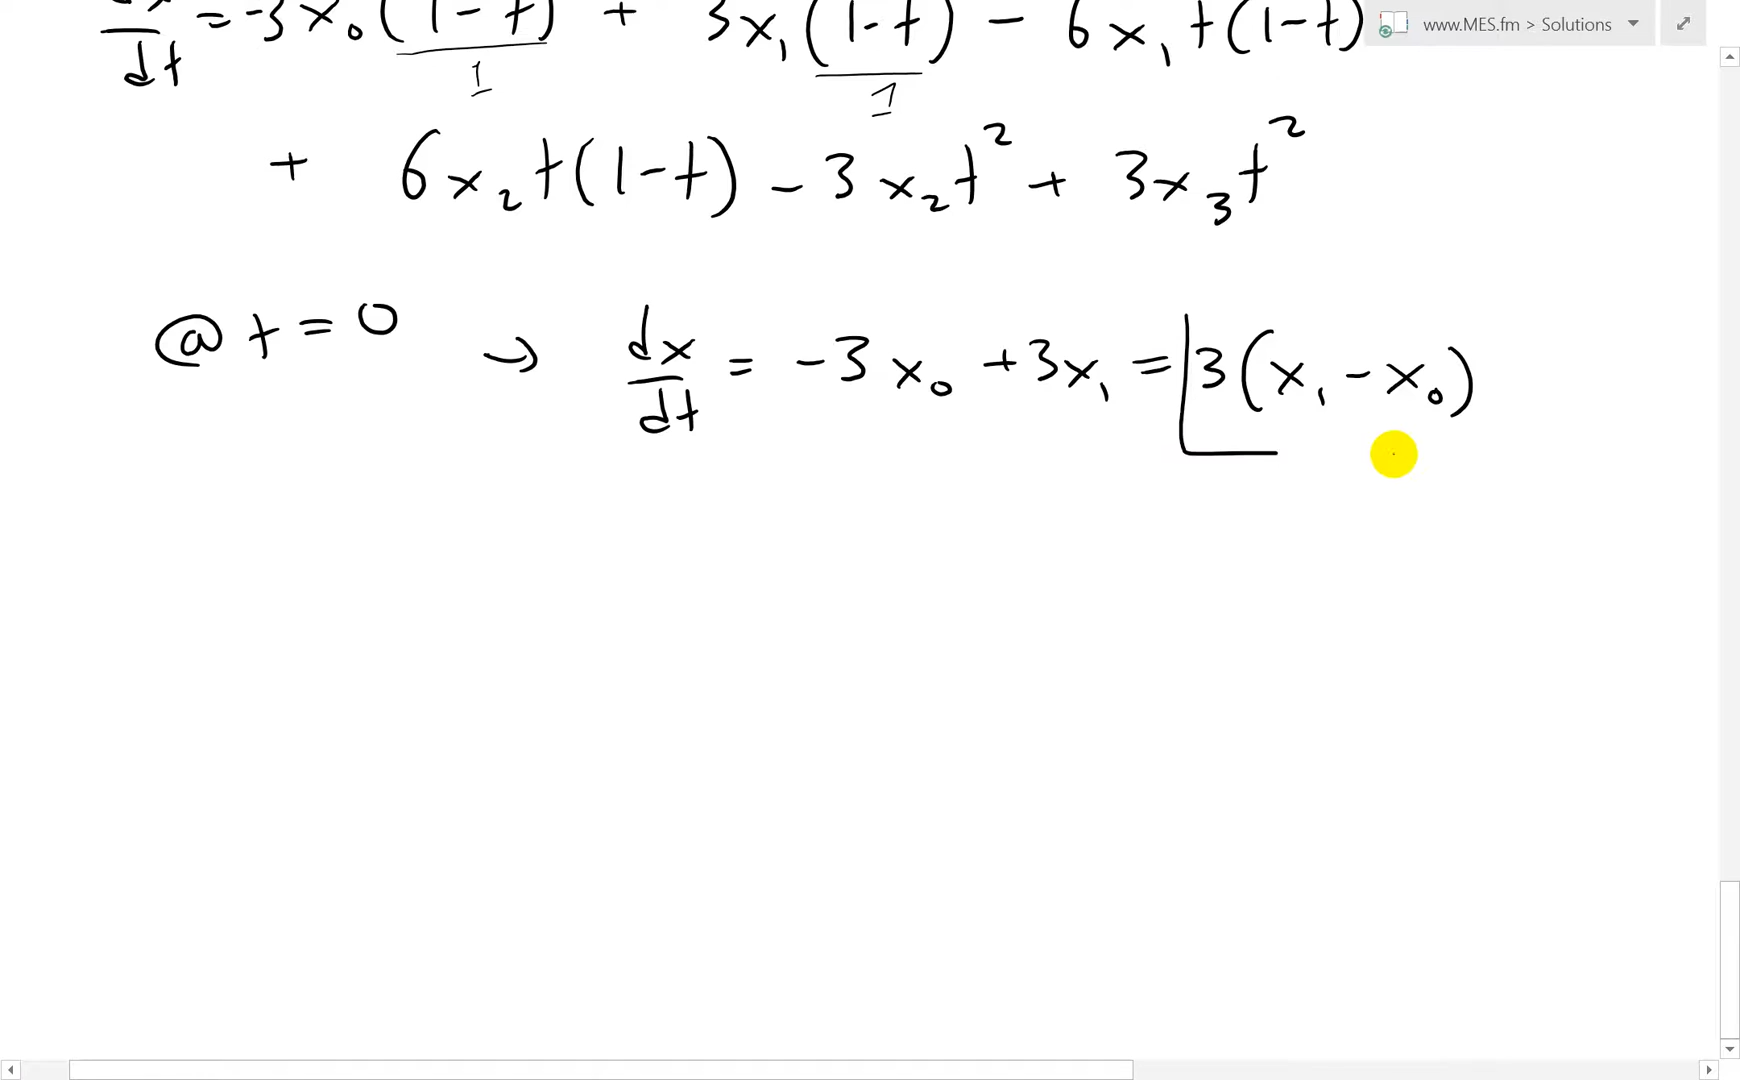 dx/dt = -3x₀(1-t) + 3x₁(1-t) - 6x₁t(1-t)
www.MES.fm > Solutions
1 1
+ 6x₂t(1-t) - 3x₂t² + 3x₃t²
@ t = 0 → dx/dt = -3x₀ + 3x₁ = 3(x₁ - x₀)